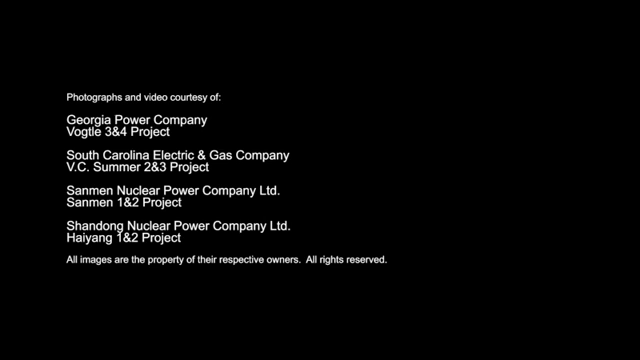 Photographs and video courtesy of:
Georgia Power Company
Vogtle 3&4 Project
South Carolina Electric & Gas Company
V.C. Summer 2&3 Project
Sanmen Nuclear Power Company Ltd.
Sanmen 1&2 Project
Shandong Nuclear Power Company Ltd.
Haiyang 1&2 Project
All images are the property of their respective owners.  All rights reserved.